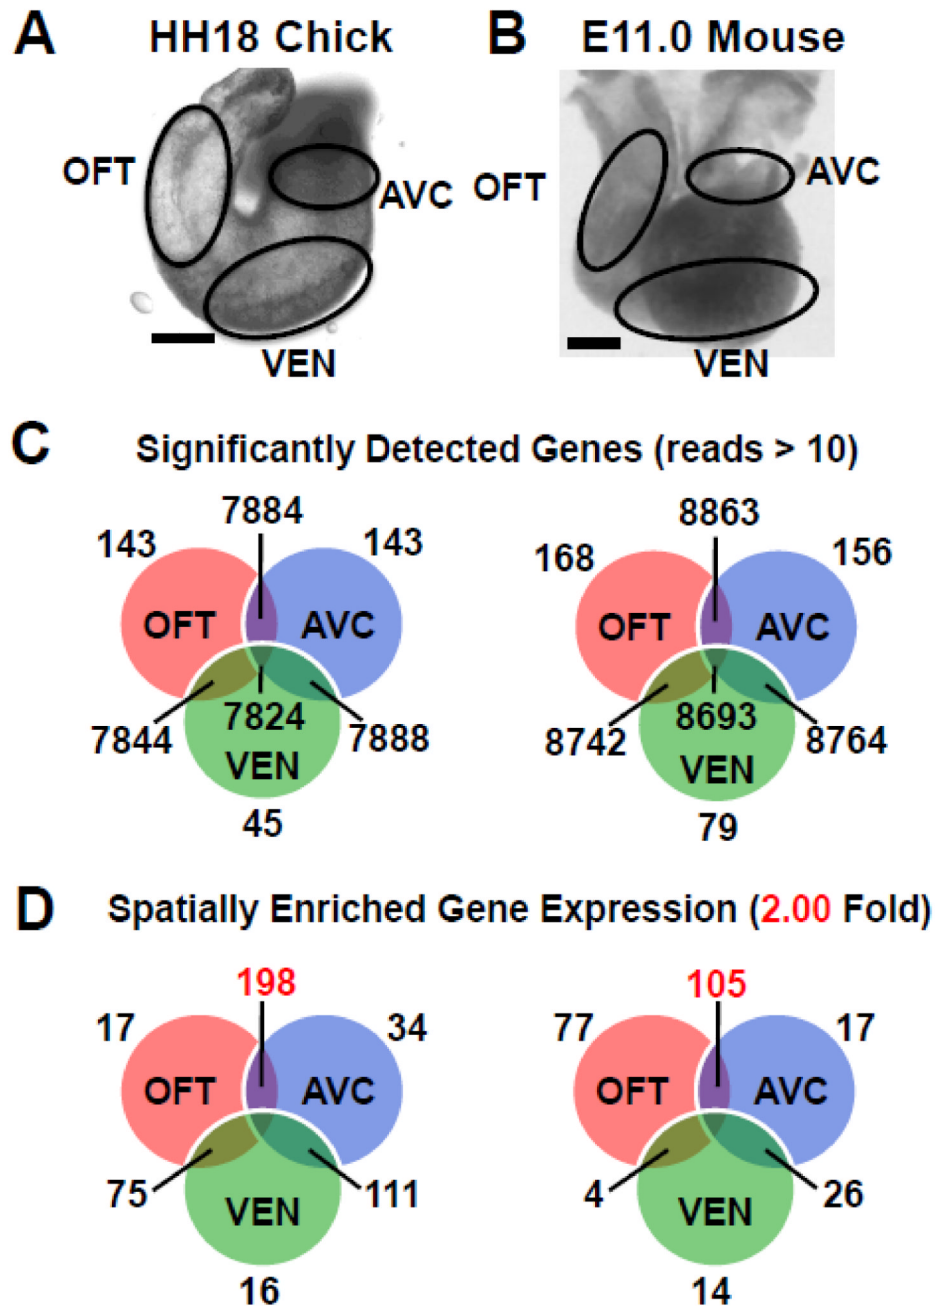 A HH18 Chick
B E11.0 Mouse
OFT
AVC
VEN
OFT
AVC
VEN
C Significantly Detected Genes (reads > 10)
7884
143
143
OFT
AVC
7844
7824
7888
VEN
45
8863
168
156
OFT
AVC
8742
8693
8764
VEN
79
D Spatially Enriched Gene Expression (2.00 Fold)
198
17
34
OFT
AVC
75
111
VEN
16
105
77
17
OFT
AVC
4
26
VEN
14